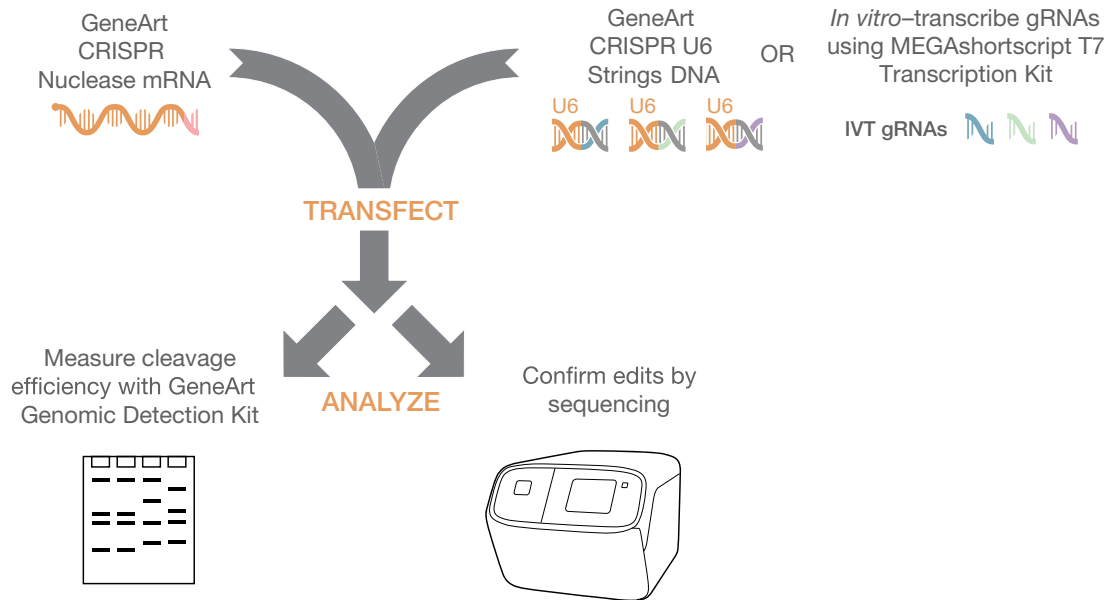 GeneArt
CRISPR
Nuclease mRNA
GeneArt
CRISPR U6
Strings DNA
U6
U6
U6
OR
In vitro–transcribe gRNAs
using MEGAshortscript T7
Transcription Kit
IVT gRNAs
TRANSFECT
Measure cleavage
efficiency with GeneArt
Genomic Detection Kit
ANALYZE
Confirm edits by
sequencing